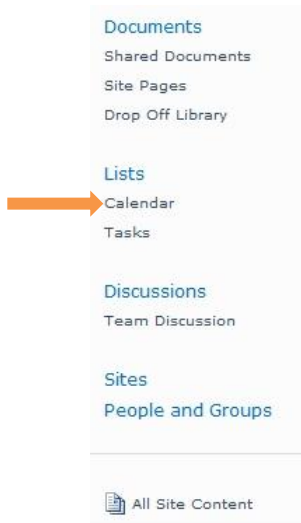 Documents
Shared Documents
Site Pages
Drop Off Library
Lists
Calendar
Tasks
Discussions
Team Discussion
Sites
People and Groups
All Site Content